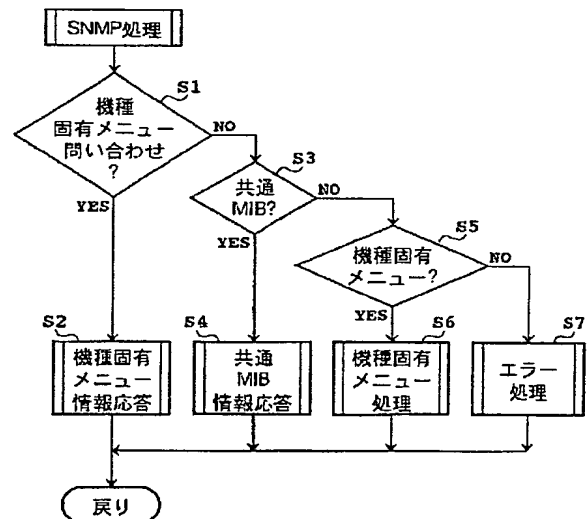 SNMP処理
S1
機種
固有メニュー
問い合わせ
?
NO
YES
S3
共通
MIB?
NO
YES
S5
機種固有
メニュー?
NO
YES
S2
機種固有
メニュー
情報応答
S4
共通
MIB
情報応答
S6
機種固有
メニュー
処理
S7
エラー
処理
戻り